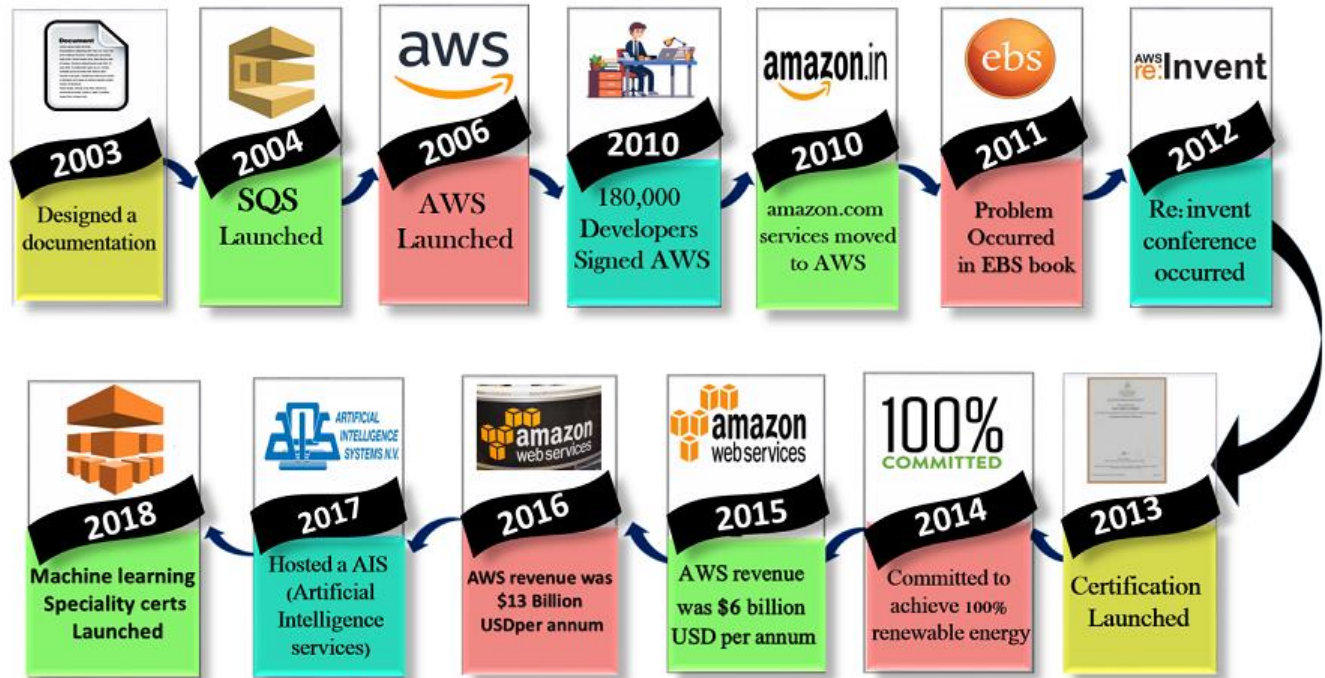 Document
2003
Designed a
documentation
2004
SQS
Launched
aws
2006
AWS
Launched
2010
180,000
Developers
Signed AWS
amazon.in
2010
amazon.com
services moved
to AWS
ebs
2011
Problem
Occurred
in EBS book
AWS
re:Invent
2012
Re: invent
conference
occurred
2013
Certification
Launched
100%
COMMITTED
2014
Committed to
achieve 100%
renewable energy
amazon
webservices
2015
AWS revenue
was $6 billion
USD per annum
amazon
webservices
2016
AWS revenue was
$13 Billion
USDper annum
ARTIFICIAL
INTELLIGENCE
SYSTEMS N.V.
2017
Hosted a AIS
(Artificial
Intelligence
services)
2018
Machine learning
Speciality certs
Launched